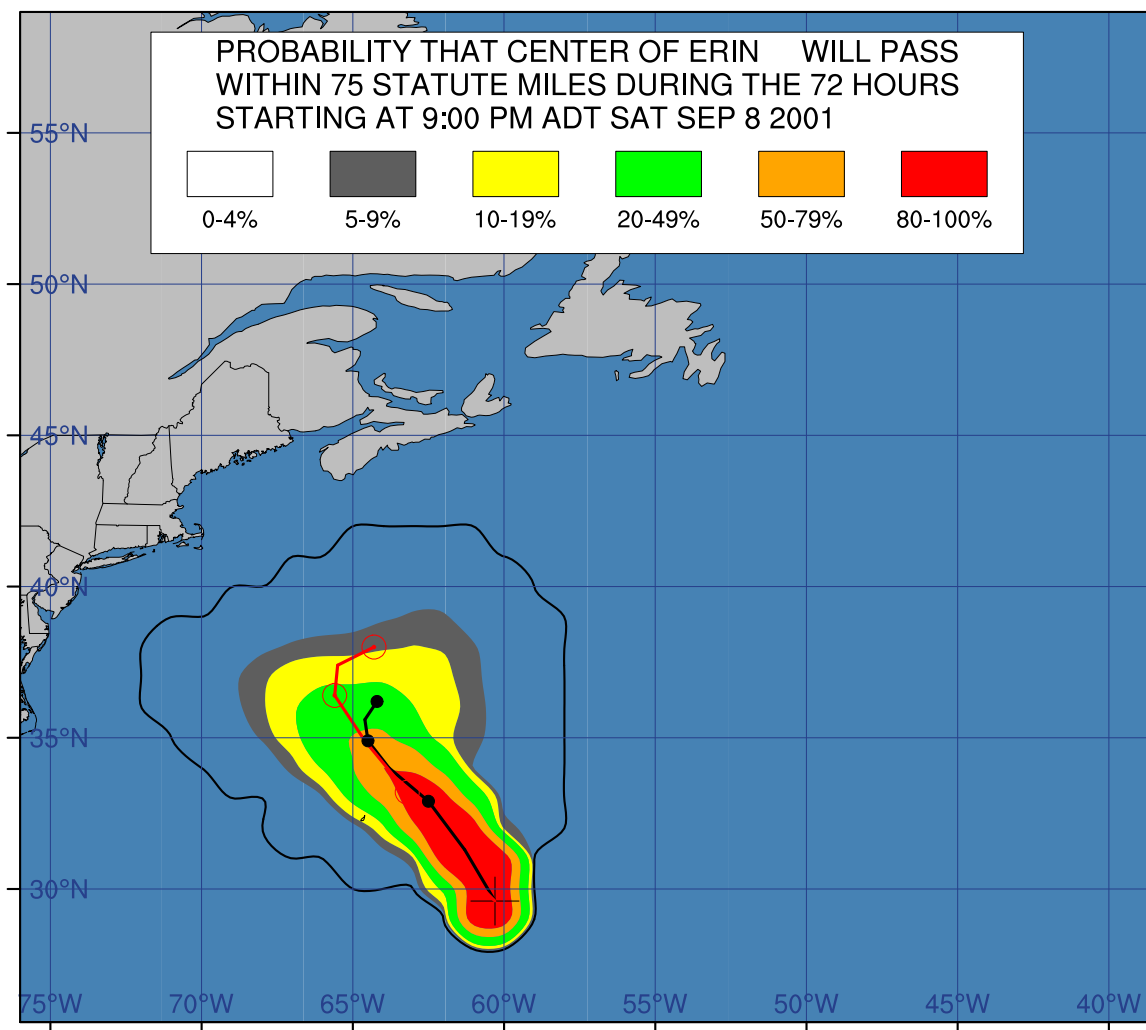 PROBABILITY THAT CENTER OF ERIN WILL PASS
WITHIN 75 STATUTE MILES DURING THE 72 HOURS
STARTING AT 9:00 PM ADT SAT SEP 8 2001
0-4% 5-9% 10-19% 20-49% 50-79% 80-100%
55°N
50°N
45°N
40°N
35°N
30°N
75°W 70°W 65°W 60°W 55°W 50°W 45°W 40°W